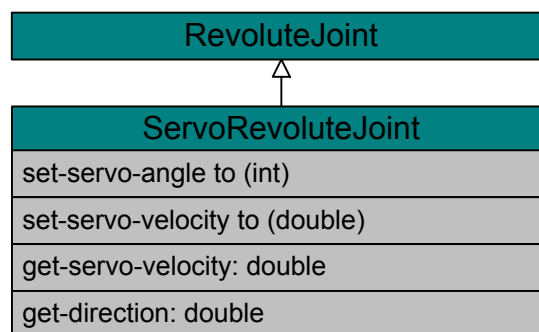 RevoluteJoint
ServoRevoluteJoint
set-servo-angle to (int)
set-servo-velocity to (double)
get-servo-velocity: double
get-direction: double